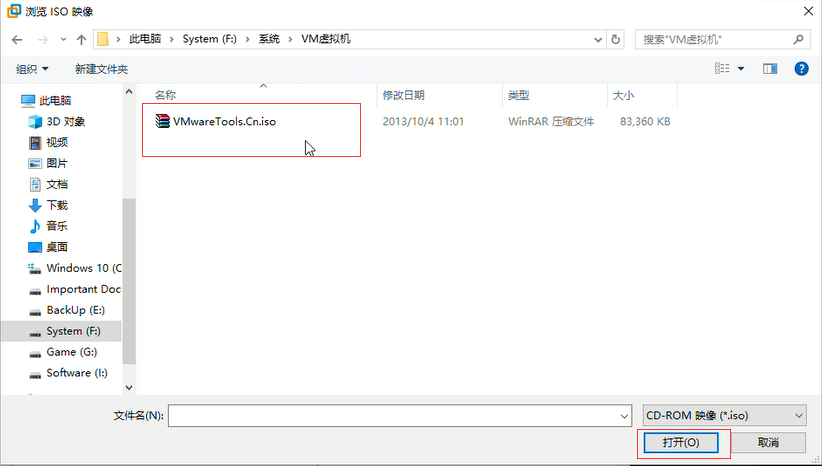 浏览 ISO 映像
此电脑 > System (F:) > 系统 > VM虚拟机
搜索"VM虚拟机"
组织 新建文件夹
名称 修改日期 类型 大小
VMwareTools.Cn.iso 2013/10/4 11:01 WinRAR 压缩文件 83,360 KB
此电脑
3D 对象
视频
图片
文档
下载
音乐
桌面
Windows 10 (C
Important Doc
BackUp (E:)
System (F:)
Game (G:)
Software (I:)
文件名(N): CD-ROM 映像 (*.iso)
打开(O) 取消